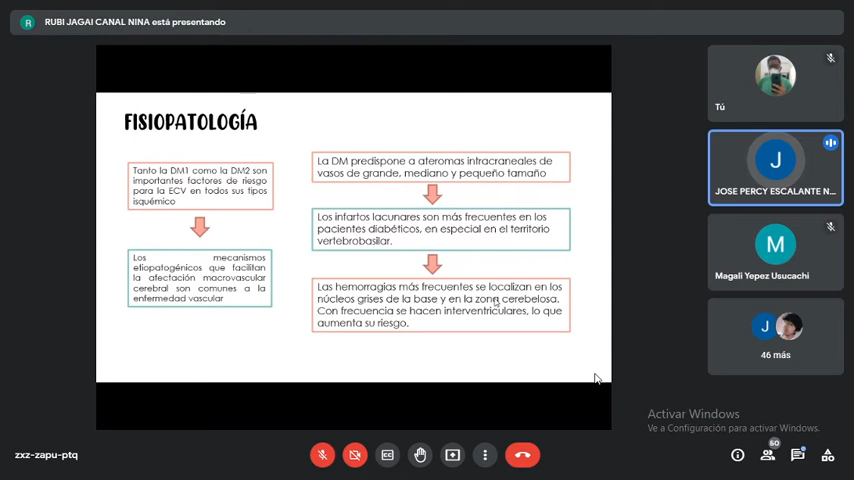 R RUBI JAGAI CANAL NINA está presentando
FISIOPATOLOGÍA
Tanto la DM1 como la DM2 son
importantes factores de riesgo
para la ECV en todos sus tipos
isquémico
Los mecanismos
etiopatogénicos que facilitan
la afectación macrovascular
cerebral son comunes a la
enfermedad vascular
La DM predispone a ateromas intracraneales de
vasos de grande, mediano y pequeño tamaño
Los infartos lacunares son más frecuentes en los
pacientes diabéticos, en especial en el territorio
vertebrobasilar.
Las hemorragias más frecuentes se localizan en los
núcleos grises de la base y en la zona cerebelosa.
Con frecuencia se hacen interventriculares, lo que
aumenta su riesgo.
Tú
J
JOSE PERCY ESCALANTE N...
M
Magali Yepez Usucachi
J
46 más
Activar Windows
Ve a Configuración para activar Windows.
zxz-zapu-ptq
CC
50